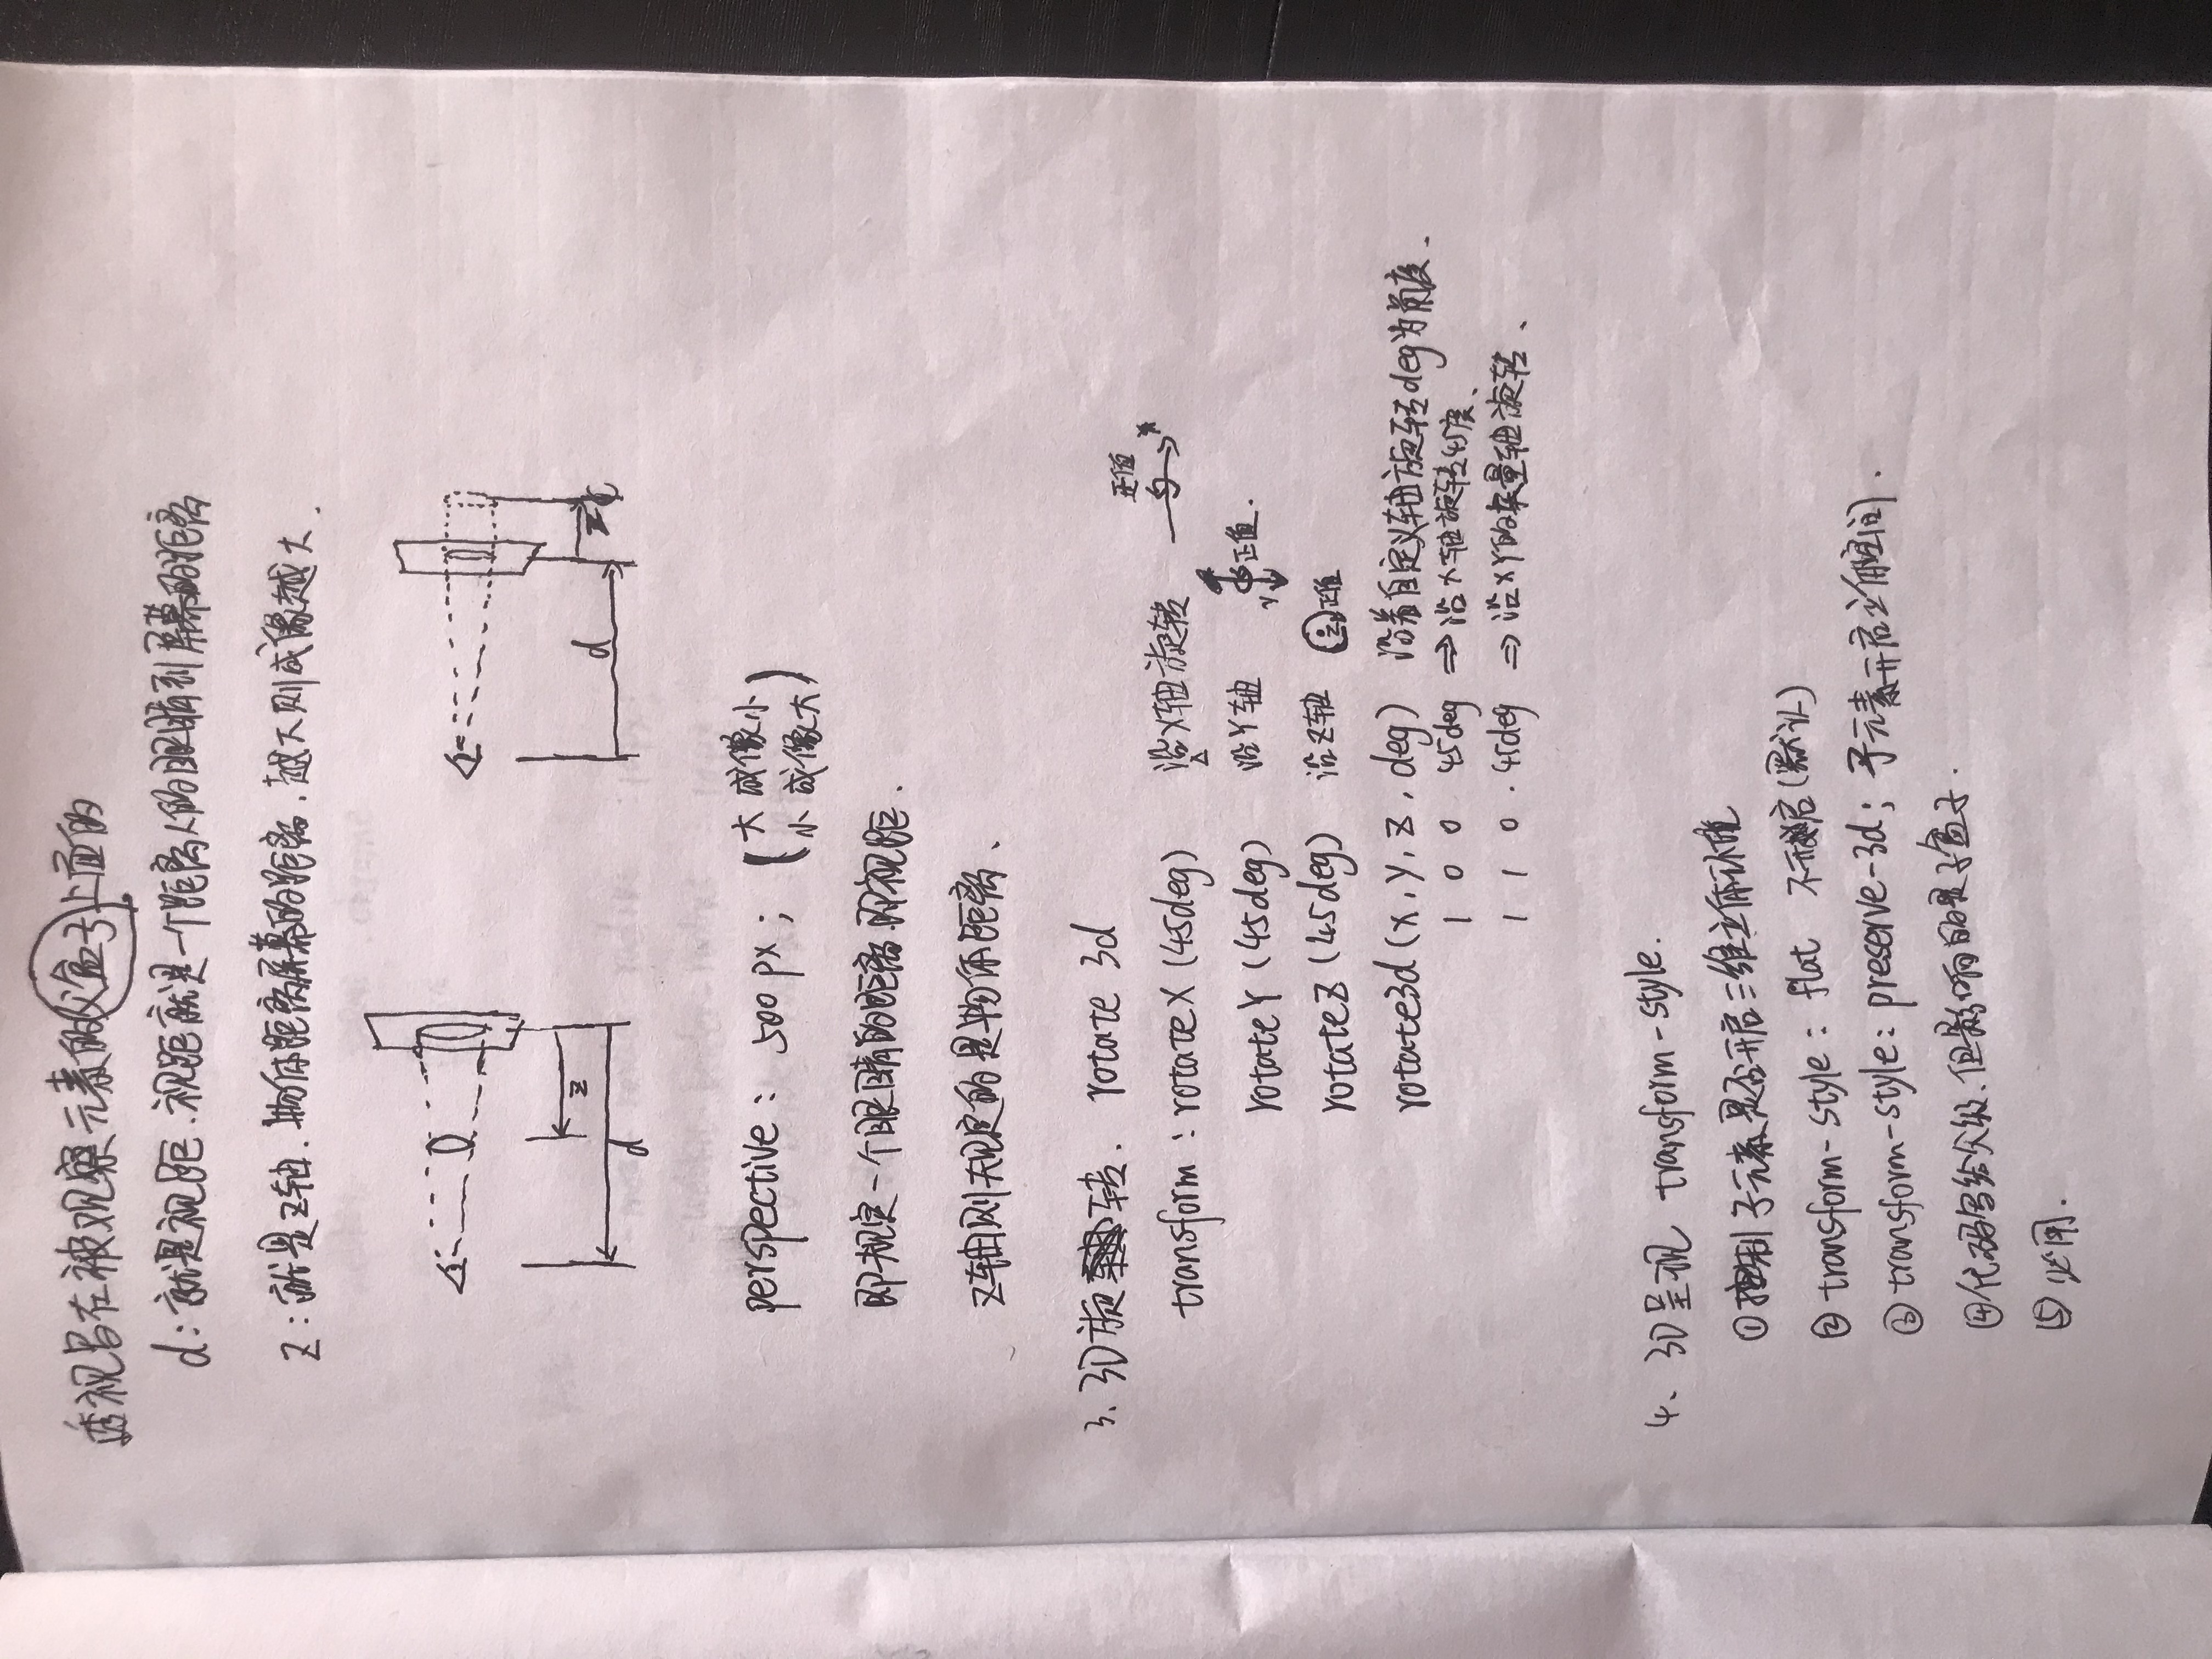 透视写在被观察元素的父盒子上面的
d：就是视距．视距就是一个距离人的眼睛到屏幕的距离
z：就是z轴．物体距离屏幕的距离．越大则成像越大．
z
d
d
z
perspective： 500px； (大 成像小
小 成像大)
即规定一个眼睛的距离．即视距．
z轴则规定的是物体距离、
3、3D旋转． rotate 3d
正值
x
transform：rotateX（45deg） 沿X轴旋转
rotateY（45deg） 沿Y轴 Y 正值．
rotateZ（45deg） 沿Z轴 z 正值
rotate3d（x，y，z，deg） 沿着自定义轴旋转deg为角度．
1 0 0 45deg ⇒ 沿x轴旋转45度、
1 1 0．45deg ⇒ 沿XY的矢量轴旋转、
4、3D呈现 transform-style．
①控制子元素是否开启三维立体环境
②transform-style： flat 不开启（默认）
③transform-style：preserve-3d；子元素开启立体空间．
④代码写给父级．但影响的是子盒子．
⑤必用．